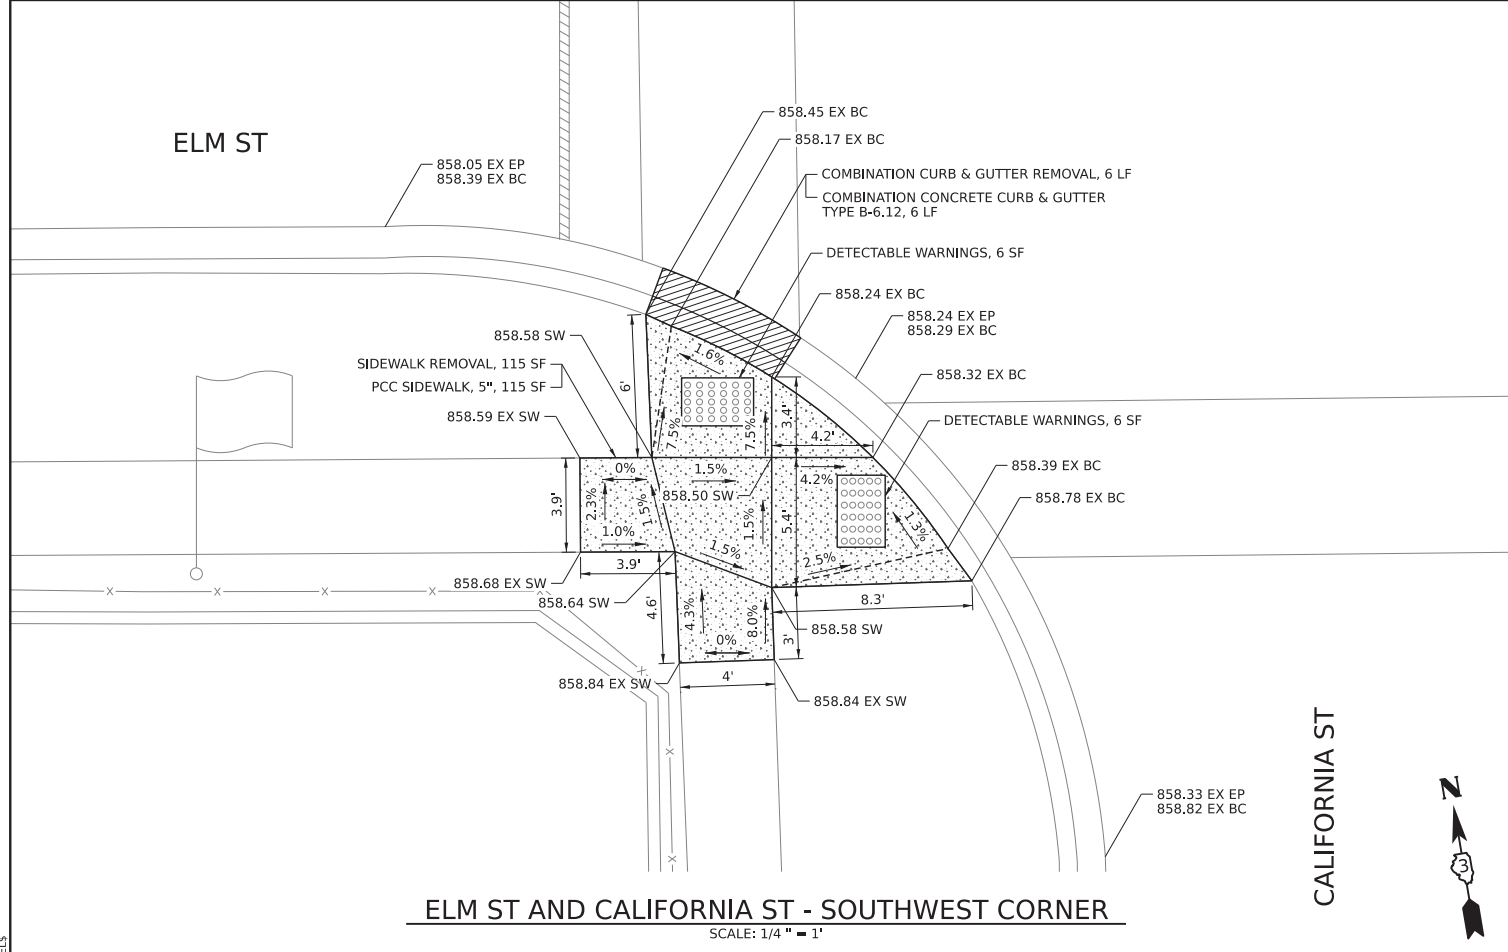 ELM ST
858.05 EX EP
858.39 EX BC
858.45 EX BC
858.17 EX BC
COMBINATION CURB & GUTTER REMOVAL, 6 LF
COMBINATION CONCRETE CURB & GUTTER
TYPE B-6.12, 6 LF
DETECTABLE WARNINGS, 6 SF
858.24 EX BC
858.24 EX EP
858.29 EX BC
858.58 SW
SIDEWALK REMOVAL, 115 SF
PCC SIDEWALK, 5", 115 SF
858.59 EX SW
858.32 EX BC
DETECTABLE WARNINGS, 6 SF
858.39 EX BC
858.78 EX BC
1.6%
6'
7.5%
7.5%
3.4'
4.2'
0%
1.5%
4.2%
858.50 SW
3.9'
2.3%
1.5%
1.0%
1.5%
5.4'
1.3%
1.5%
2.5%
3.9'
858.68 EX SW
858.64 SW
4.6'
4.3%
8.0%
3'
8.3'
858.58 SW
0%
858.84 EX SW
4'
858.84 EX SW
X
X
X
X
X
X
X
X
858.33 EX EP
858.82 EX BC
CALIFORNIA ST
N
3
ELM ST AND CALIFORNIA ST - SOUTHWEST CORNER
SCALE: 1/4 " = 1'